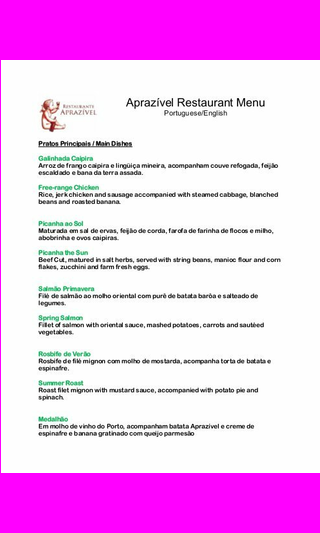 RESTAURANTE
APRAZÍVEL
Aprazível Restaurant Menu
Portuguese/English
Pratos Principais / Main Dishes
Galinhada Caipira
Arroz de frango caipira e lingüiça mineira, acompanham couve refogada, feijão
escaldado e bana da terra assada.
Free-range Chicken
Rice, jerk chicken and sausage accompanied with steamed cabbage, blanched
beans and roasted banana.
Picanha ao Sol
Maturada em sal de ervas, feijão de corda, farofa de farinha de flocos e milho,
abobrinha e ovos caipiras.
Picanha the Sun
Beef Cut, matured in salt herbs, served with string beans, manioc flour and corn
flakes, zucchini and farm fresh eggs.
Salmão Primavera
Filé de salmão ao molho oriental com purê de batata barôa e salteado de
legumes.
Spring Salmon
Fillet of salmon with oriental sauce, mashed potatoes, carrots and sautéed
vegetables.
Rosbife de Verão
Rosbife de filé mignon com molho de mostarda, acompanha torta de batata e
espinafre.
Summer Roast
Roast filet mignon with mustard sauce, accompanied with potato pie and
spinach.
Medalhão
Em molho de vinho do Porto, acompanham batata Aprazível e creme de
espinafre e banana gratinado com queijo parmesão